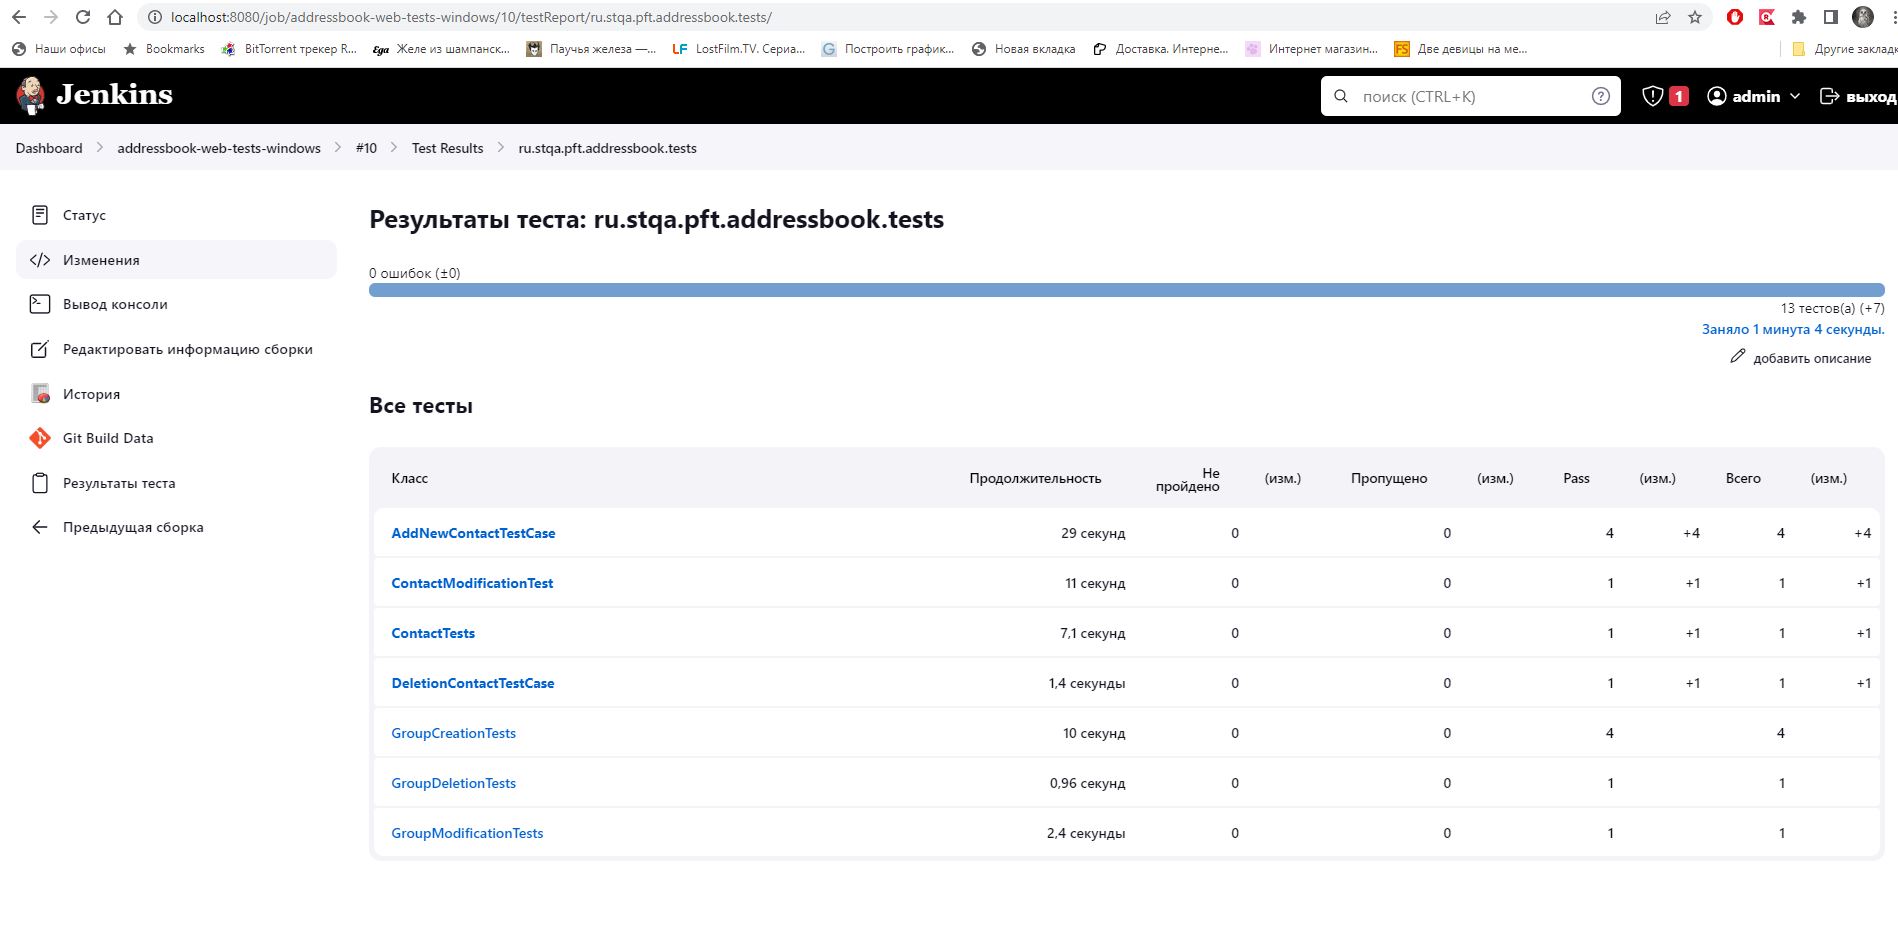 localhost:8080/job/addressbook-web-tests-windows/10/testReport/ru.stqa.pft.addressbook.tests/
Наши офисы Bookmarks BitTorrent трекер R... Желе из шампанск... Паучья железа —... LostFilm.TV. Сериа... Построить график... Новая вкладка Доставка. Интерне... Интернет магазин... Две девицы на ме... Другие заклад
Jenkins поиск (CTRL+K) 1 admin выход
Dashboard addressbook-web-tests-windows #10 Test Results ru.stqa.pft.addressbook.tests
Статус
Изменения
Вывод консоли
Редактировать информацию сборки
История
Git Build Data
Результаты теста
Предыдущая сборка
Результаты теста: ru.stqa.pft.addressbook.tests
0 ошибок (±0)
13 тестов(а) (+7)
Заняло 1 минута 4 секунды.
добавить описание
Все тесты
Класс Продолжительность Не пройдено (изм.) Пропущено (изм.) Pass (изм.) Всего (изм.)
AddNewContactTestCase 29 секунд 0 0 4 +4 4 +4
ContactModificationTest 11 секунд 0 0 1 +1 1 +1
ContactTests 7,1 секунд 0 0 1 +1 1 +1
DeletionContactTestCase 1,4 секунды 0 0 1 +1 1 +1
GroupCreationTests 10 секунд 0 0 4 4
GroupDeletionTests 0,96 секунд 0 0 1 1
GroupModificationTests 2,4 секунды 0 0 1 1